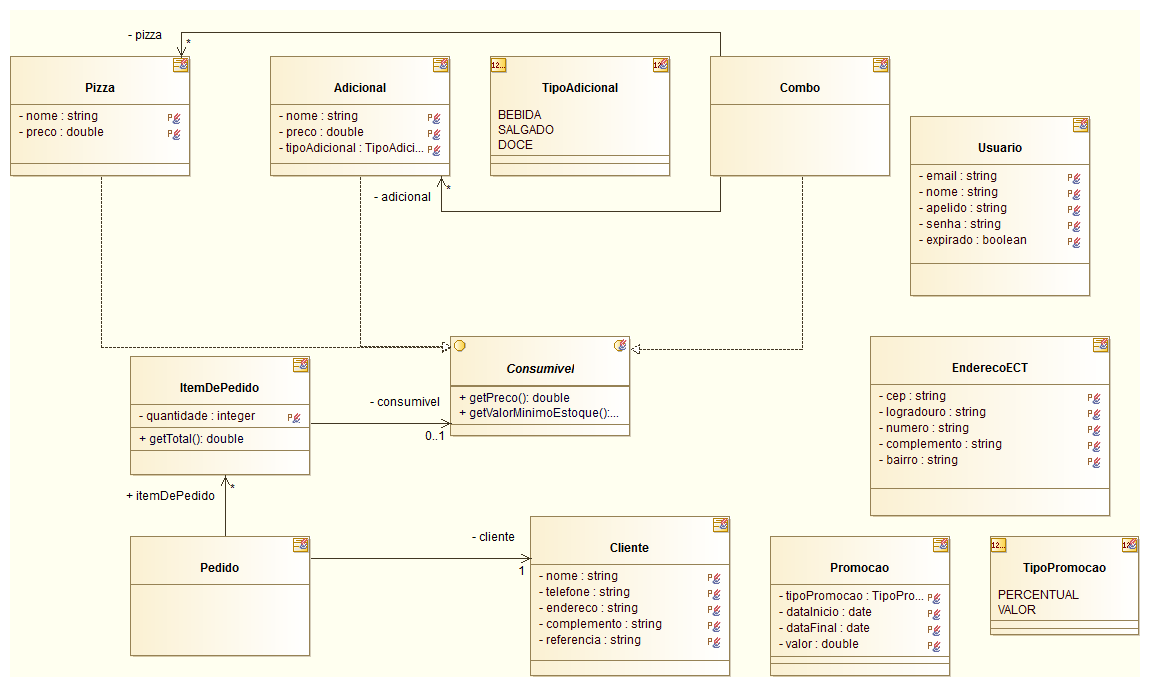 - pizza
*
Pizza
- nome : string
- preco : double
Adicional
- nome : string
- preco : double
- tipoAdicional : TipoAdici...
12...
12
TipoAdicional
BEBIDA
SALGADO
DOCE
Combo
- adicional
*
Usuario
- email : string
- nome : string
- apelido : string
- senha : string
- expirado : boolean
Consumivel
+ getPreco(): double
+ getValorMinimoEstoque():...
ItemDePedido
- quantidade : integer
+ getTotal(): double
- consumivel
0..1
EnderecoECT
- cep : string
- logradouro : string
- numero : string
- complemento : string
- bairro : string
+ itemDePedido
*
Pedido
- cliente
1
Cliente
- nome : string
- telefone : string
- endereco : string
- complemento : string
- referencia : string
Promocao
- tipoPromocao : TipoPro...
- dataInicio : date
- dataFinal : date
- valor : double
12...
12
TipoPromocao
PERCENTUAL
VALOR